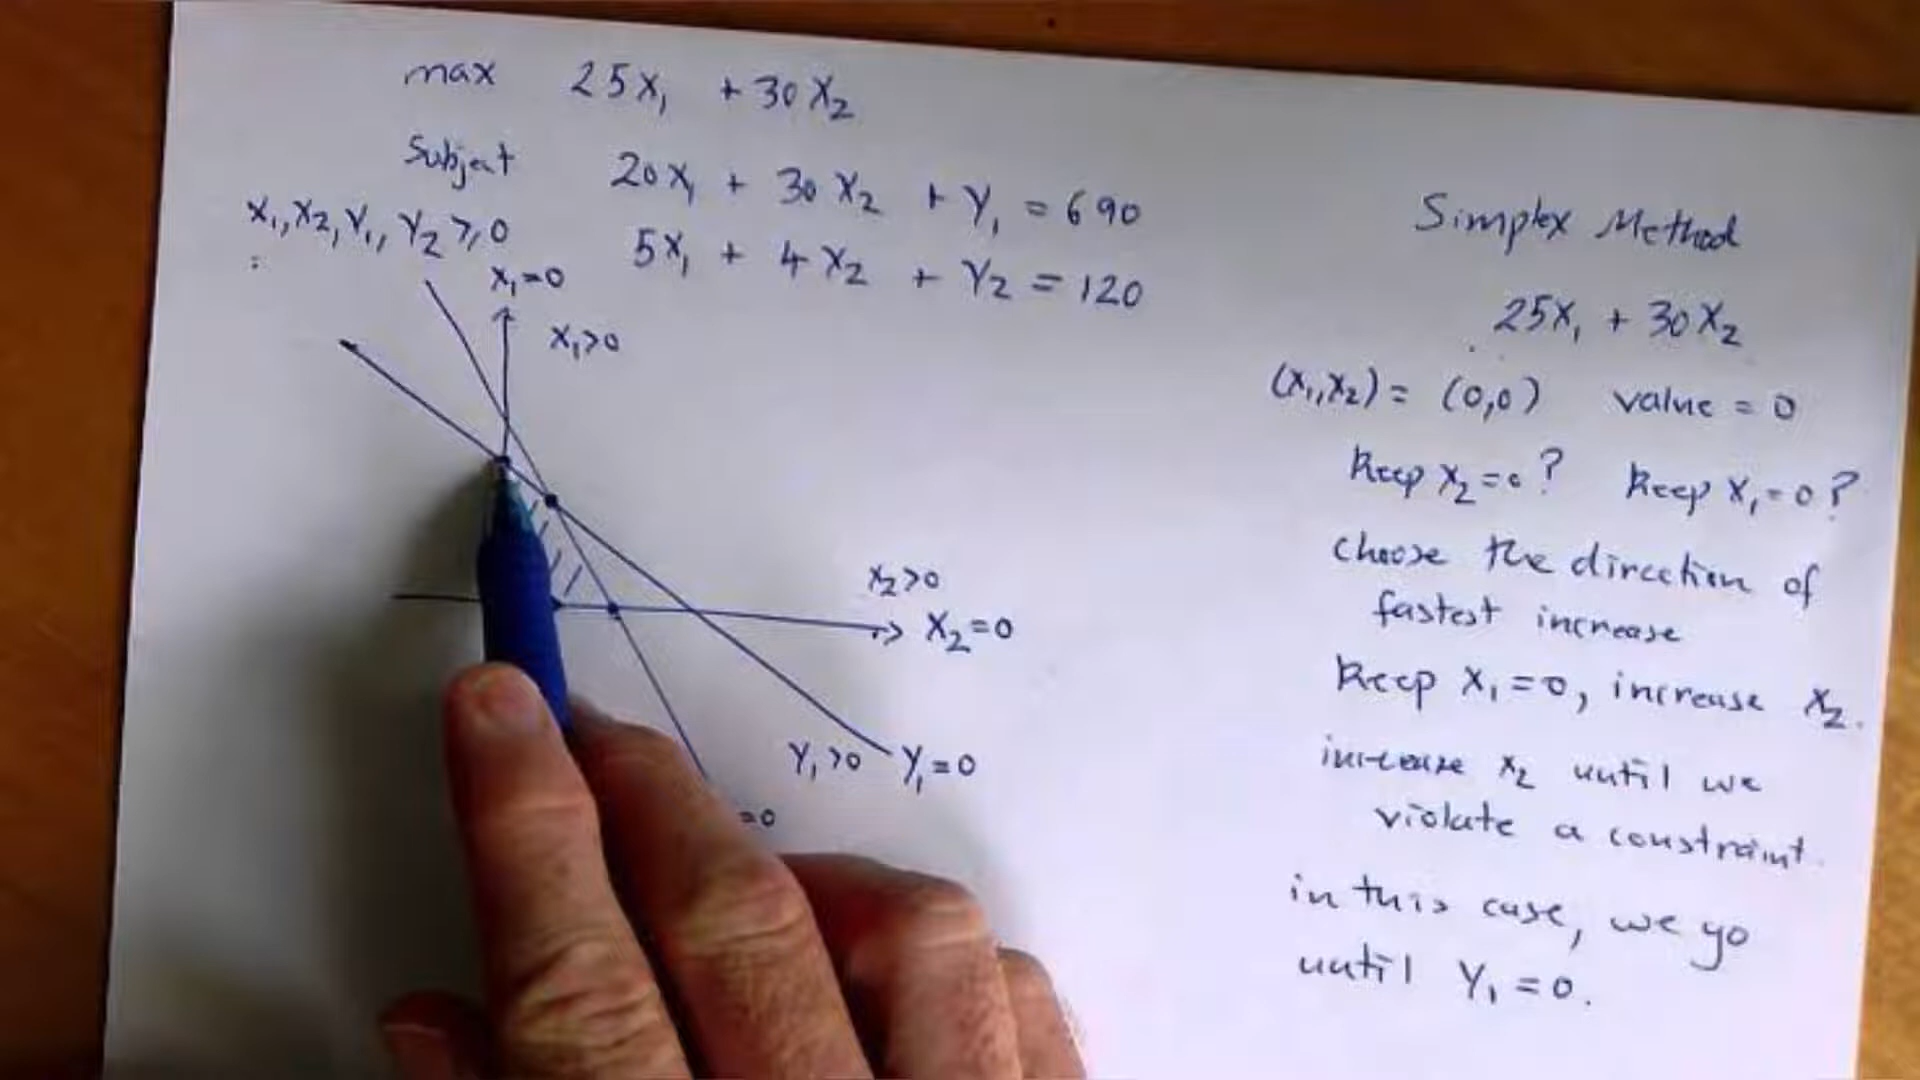 max 25x₁ + 30x₂
Subject 20x₁ + 30x₂ + y₁ = 690
x₁, x₂, y₁, y₂ ≥ 0 5x₁ + 4x₂ + y₂ = 120
x₁=0
x₁>0
x₂>0
x₂=0
y₁>0 y₁=0
=0
Simplex Method
25x₁ + 30x₂
(x₁,x₂) = (0,0) value = 0
Keep x₂=0? Keep x₁=0?
choose the direction of
fastest increase
Keep x₁=0, increase x₂.
increase x₂ until we
violate a constraint.
in this case, we go
until y₁ = 0.